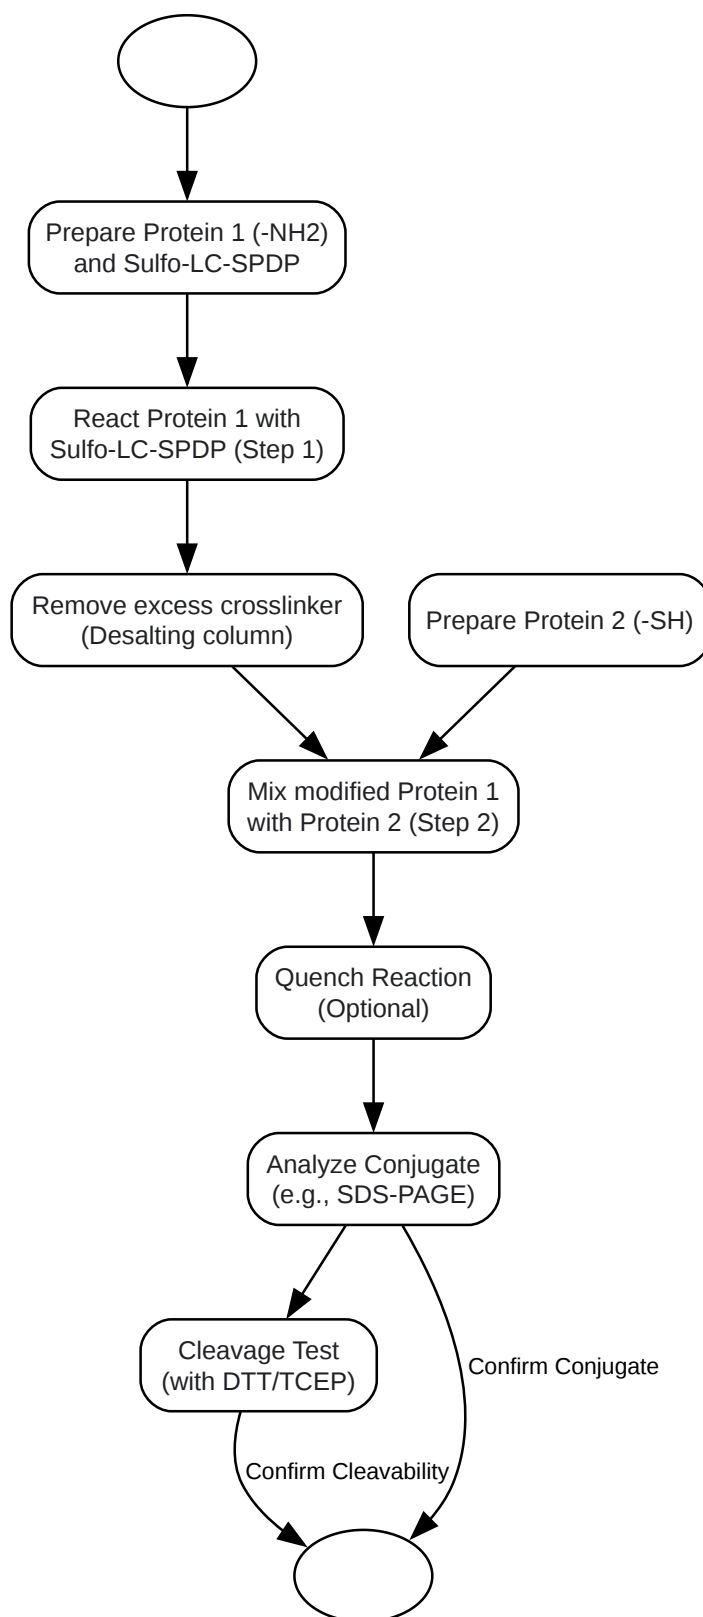 Prepare Protein 1 (-NH2)
and Sulfo-LC-SPDP
React Protein 1 with
Sulfo-LC-SPDP (Step 1)
Remove excess crosslinker
(Desalting column)
Prepare Protein 2 (-SH)
Mix modified Protein 1
with Protein 2 (Step 2)
Quench Reaction
(Optional)
Analyze Conjugate
(e.g., SDS-PAGE)
Cleavage Test
(with DTT/TCEP)
Confirm Conjugate
Confirm Cleavability